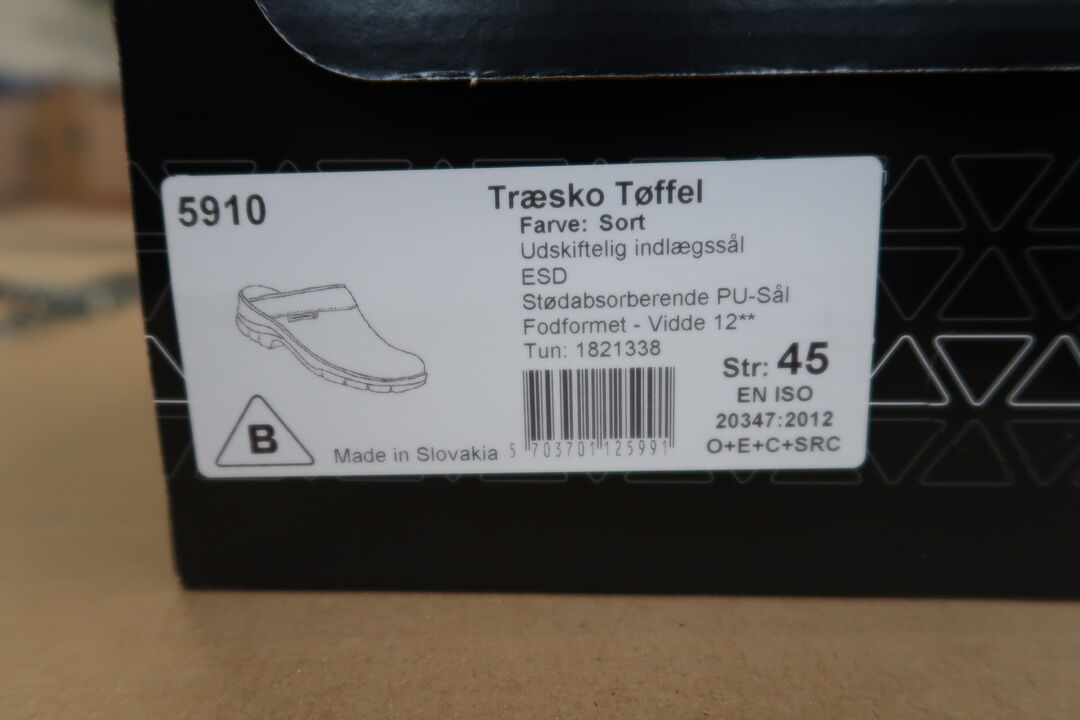 5910
Træsko Tøffel
Farve: Sort
Udskiftelig indlægssål
ESD
Stødabsorberende PU-Sål
Fodformet - Vidde 12**
Tun: 1821338
Str: 45
EN ISO
20347:2012
O+E+C+SRC
B
Made in Slovakia
5 703701 125991